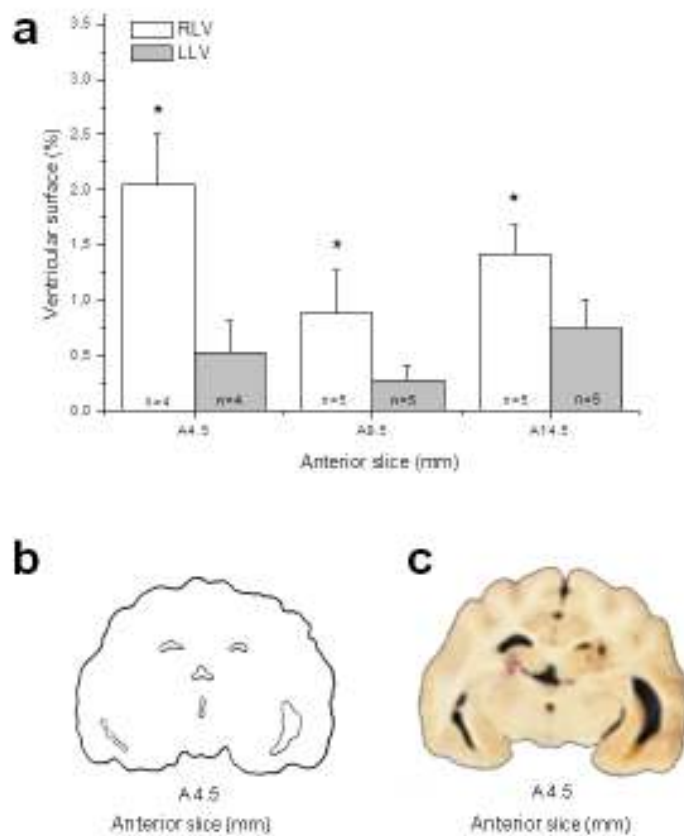 a
RLV
LLV
Ventricular surface (%)
3.5
3.0
2.5
2.0
1.5
1.0
0.5
0.0
* * *
n=4 n=4 n=5 n=5 n=5 n=5
A4.5 A9.5 A14.5
Anterior slice (mm)
b c
A4.5 A4.5
Anterior slice (mm) Anterior slice (mm)